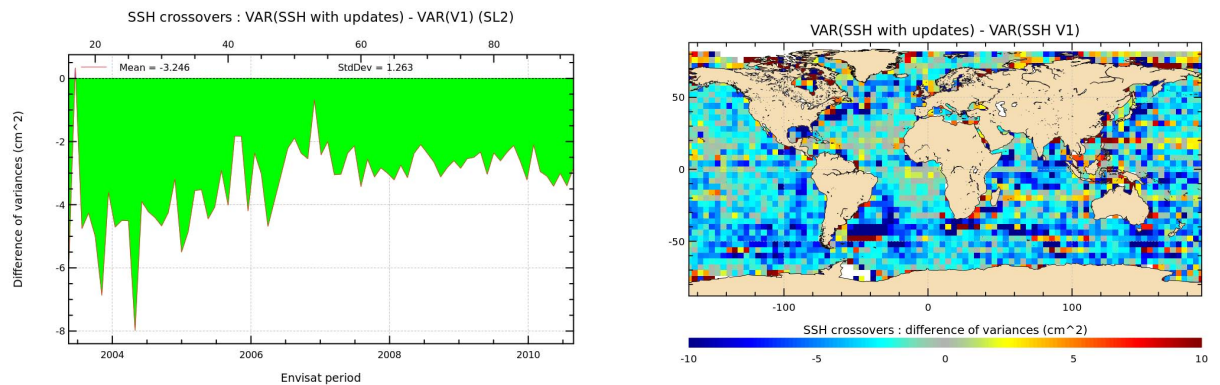 SSH crossovers : VAR(SSH with updates) - VAR(V1) (SL2)
20 40 60 80
Mean = -3.246 StdDev = 1.263
Difference of variances (cm^2)
0
-2
-4
-6
-8
2004 2006 2008 2010
Envisat period
VAR(SSH with updates) - VAR(SSH V1)
50
0
-50
-100 0 100
SSH crossovers : difference of variances (cm^2)
-10 -5 0 5 10